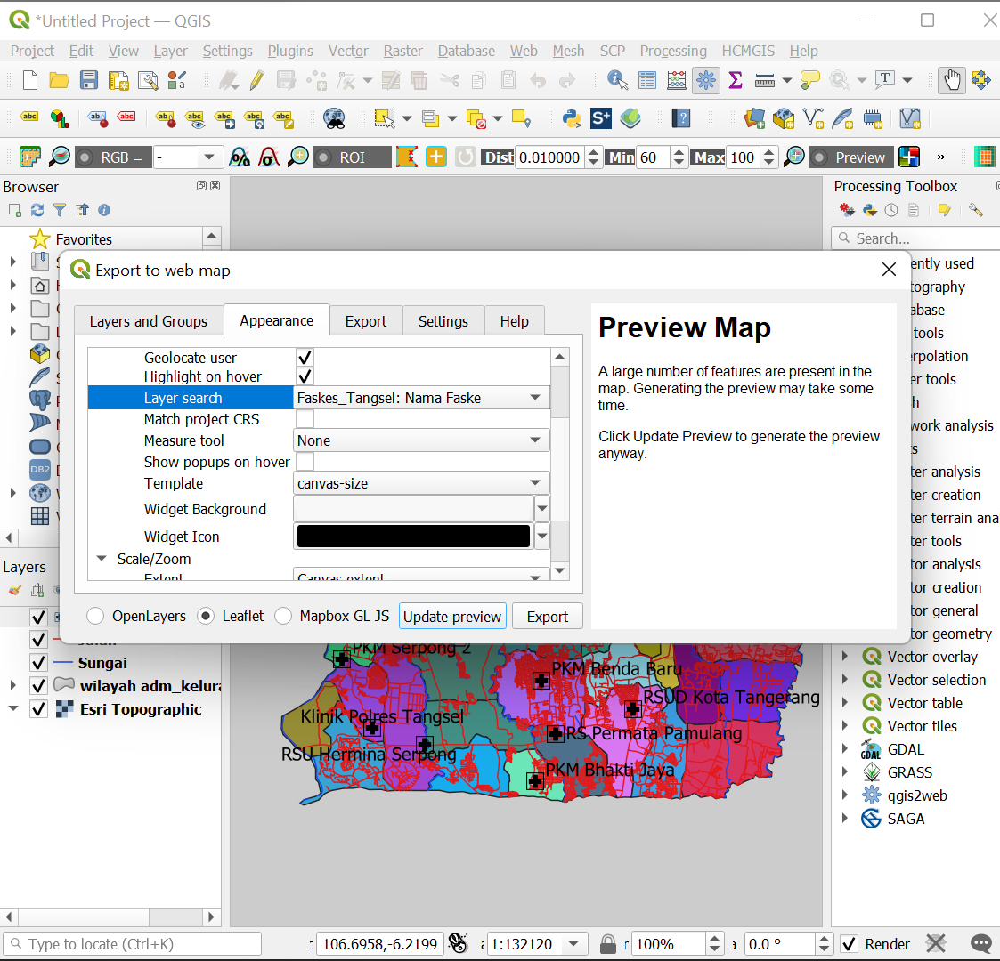 *Untitled Project — QGIS
Project Edit View Layer Settings Plugins Vector Raster Database Web Mesh SCP Processing HCMGIS Help
abc abc abc abc abc abc abc abc
RGB = - ROI Dist 0.010000 Min 60 Max 100 Preview »
Browser
Processing Toolbox
Favorites
Search...
Export to web map
Layers and Groups Appearance Export Settings Help
Geolocate user
Highlight on hover
Layer search Faskes_Tangsel: Nama Faske
Match project CRS
Measure tool None
Show popups on hover
Template canvas-size
Widget Background
Widget Icon
Scale/Zoom
Extent Canvas extent
OpenLayers Leaflet Mapbox GL JS Update preview Export
Preview Map
A large number of features are present in the
map. Generating the preview may take some
time.
Click Update Preview to generate the preview
anyway.
ently used
tography
abase
tools
rpolation
er tools
h
work analysis
s
ter analysis
ter creation
ter terrain ana
ter tools
tor analysis
tor creation
tor general
tor geometry
Vector overlay
Vector selection
Vector table
Vector tiles
GDAL
GRASS
qgis2web
SAGA
DB2
Layers
Sungai
wilayah adm_kelura
Esri Topographic
PKM Serpong 2
PKM Benda Baru
RSUD Kota Tangerang
Klinik Polres Tangsel
RS Permata Pamulang
RSU Hermina Serpong
PKM Bhakti Jaya
Type to locate (Ctrl+K) 106.6958,-6.2199 1:132120 100% 0.0 ° Render